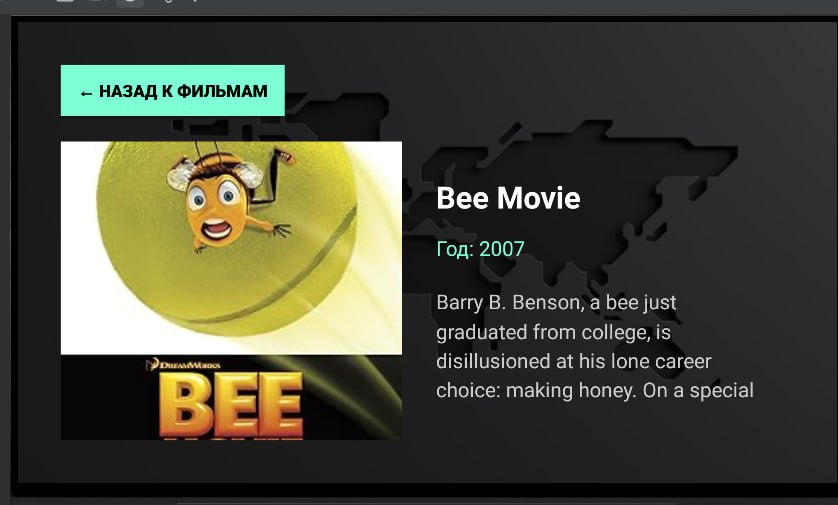 ← НАЗАД К ФИЛЬМАМ
DREAMWORKS
BEE
MOVIE
Bee Movie
Год: 2007
Barry B. Benson, a bee just
graduated from college, is
disillusioned at his lone career
choice: making honey. On a special